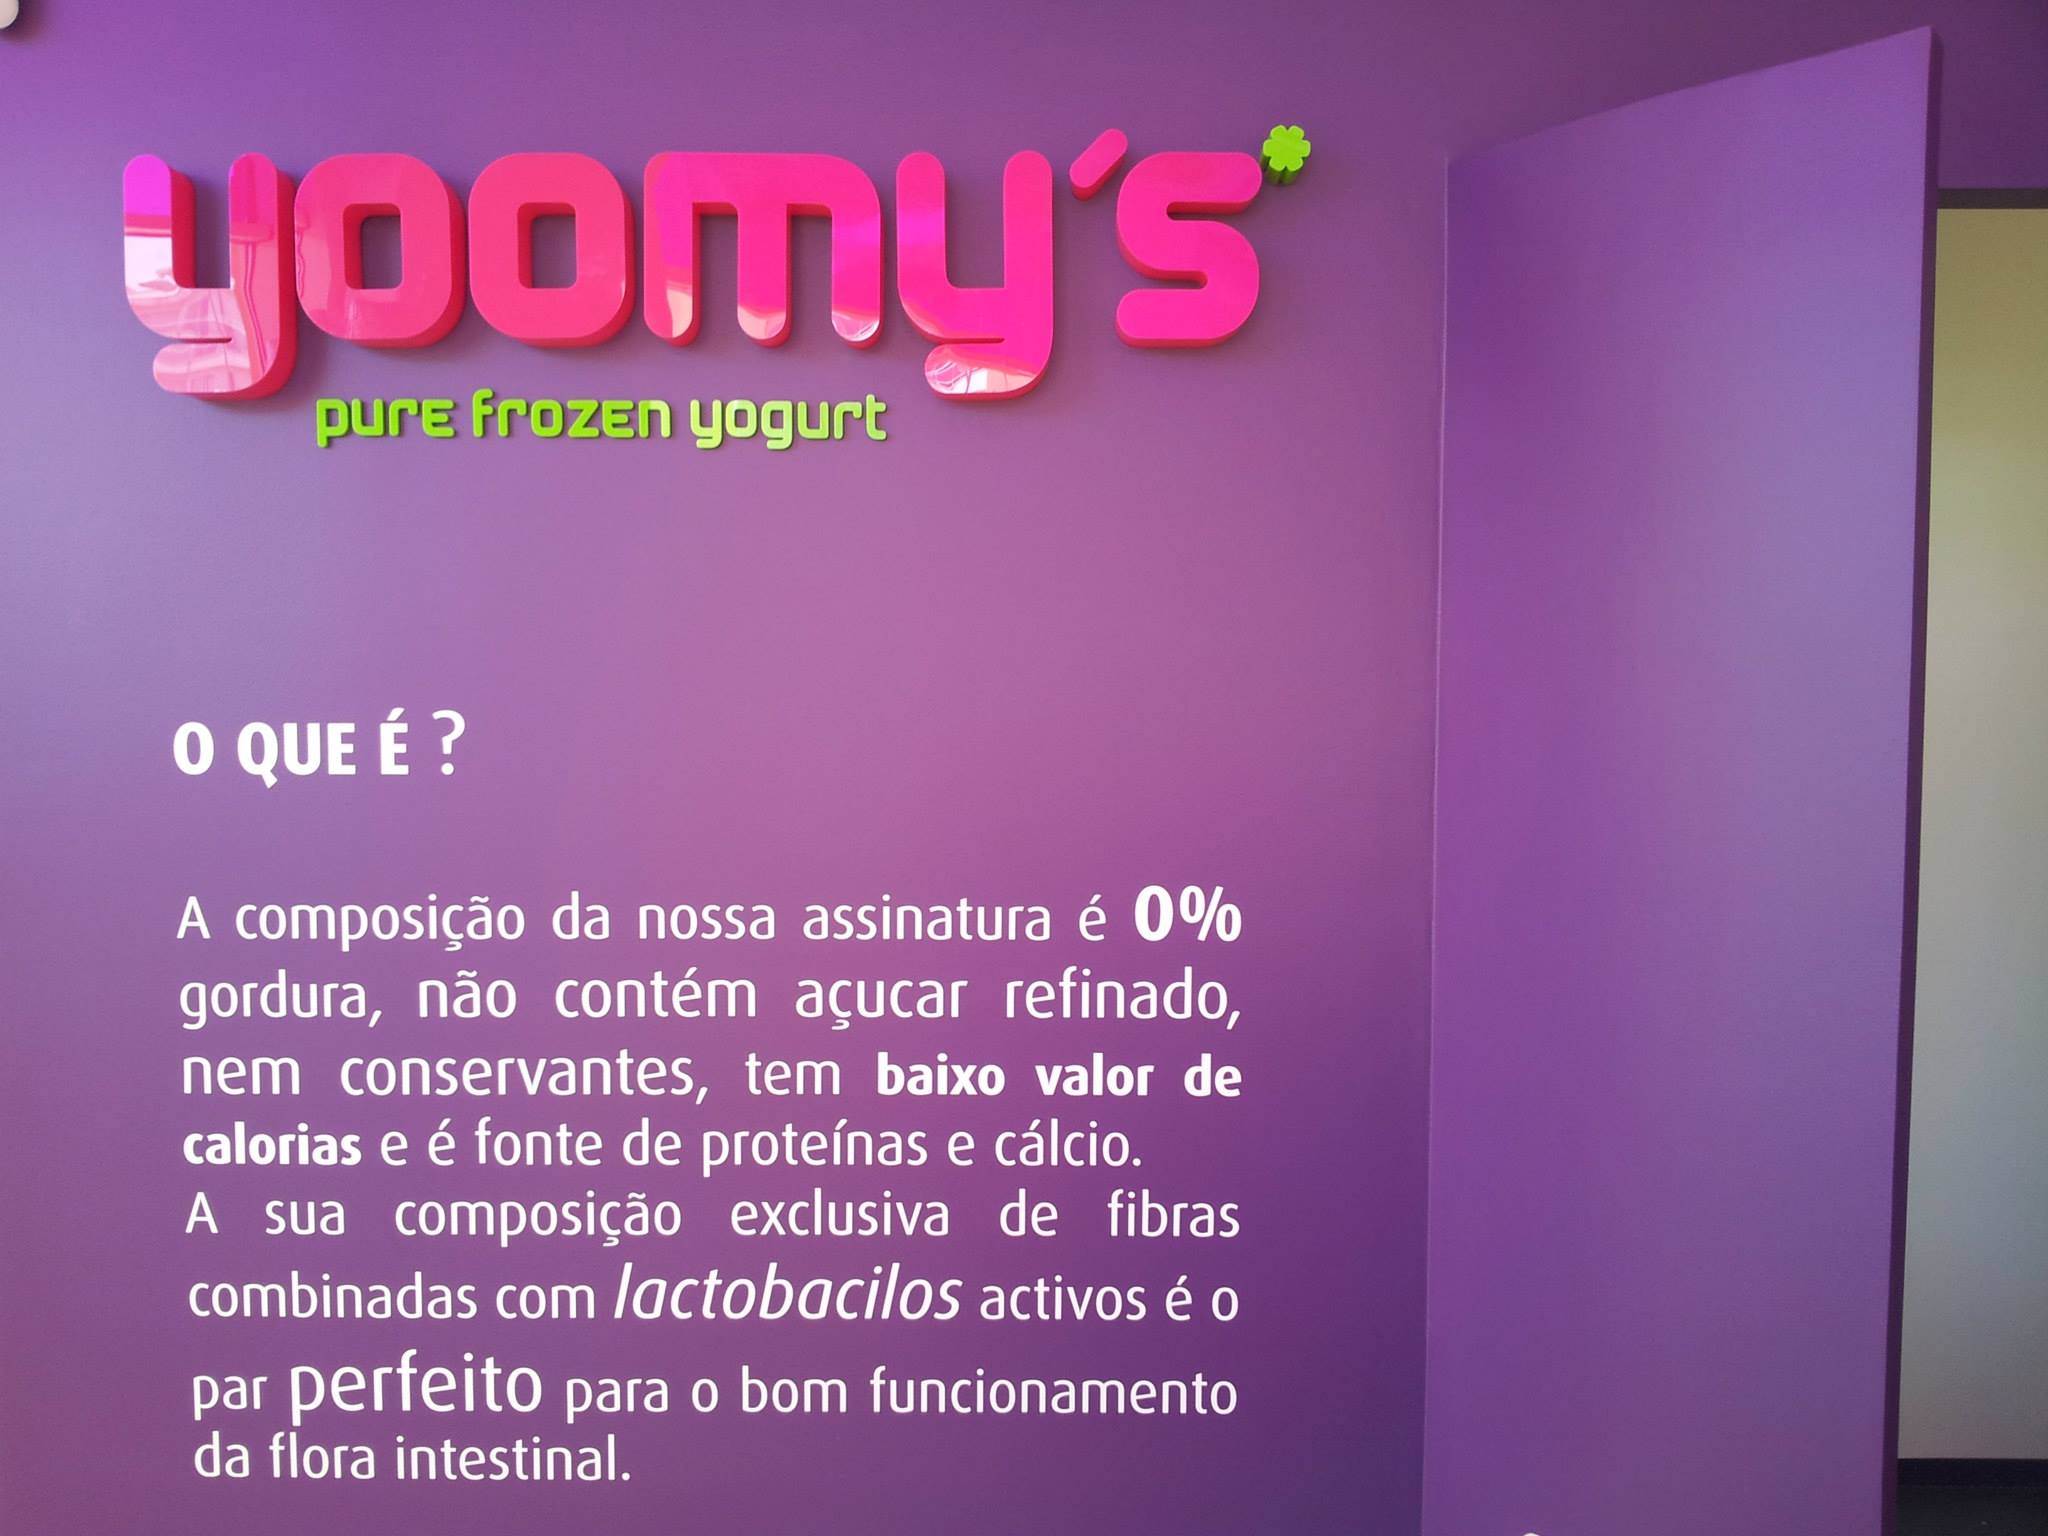 yoomy's*
pure frozen yogurt
O QUE É ?
A composição da nossa assinatura é 0%
gordura, não contém açucar refinado,
nem conservantes, tem baixo valor de
calorias e é fonte de proteínas e cálcio.
A sua composição exclusiva de fibras
combinadas com lactobacilos activos é o
par perfeito para o bom funcionamento
da flora intestinal.